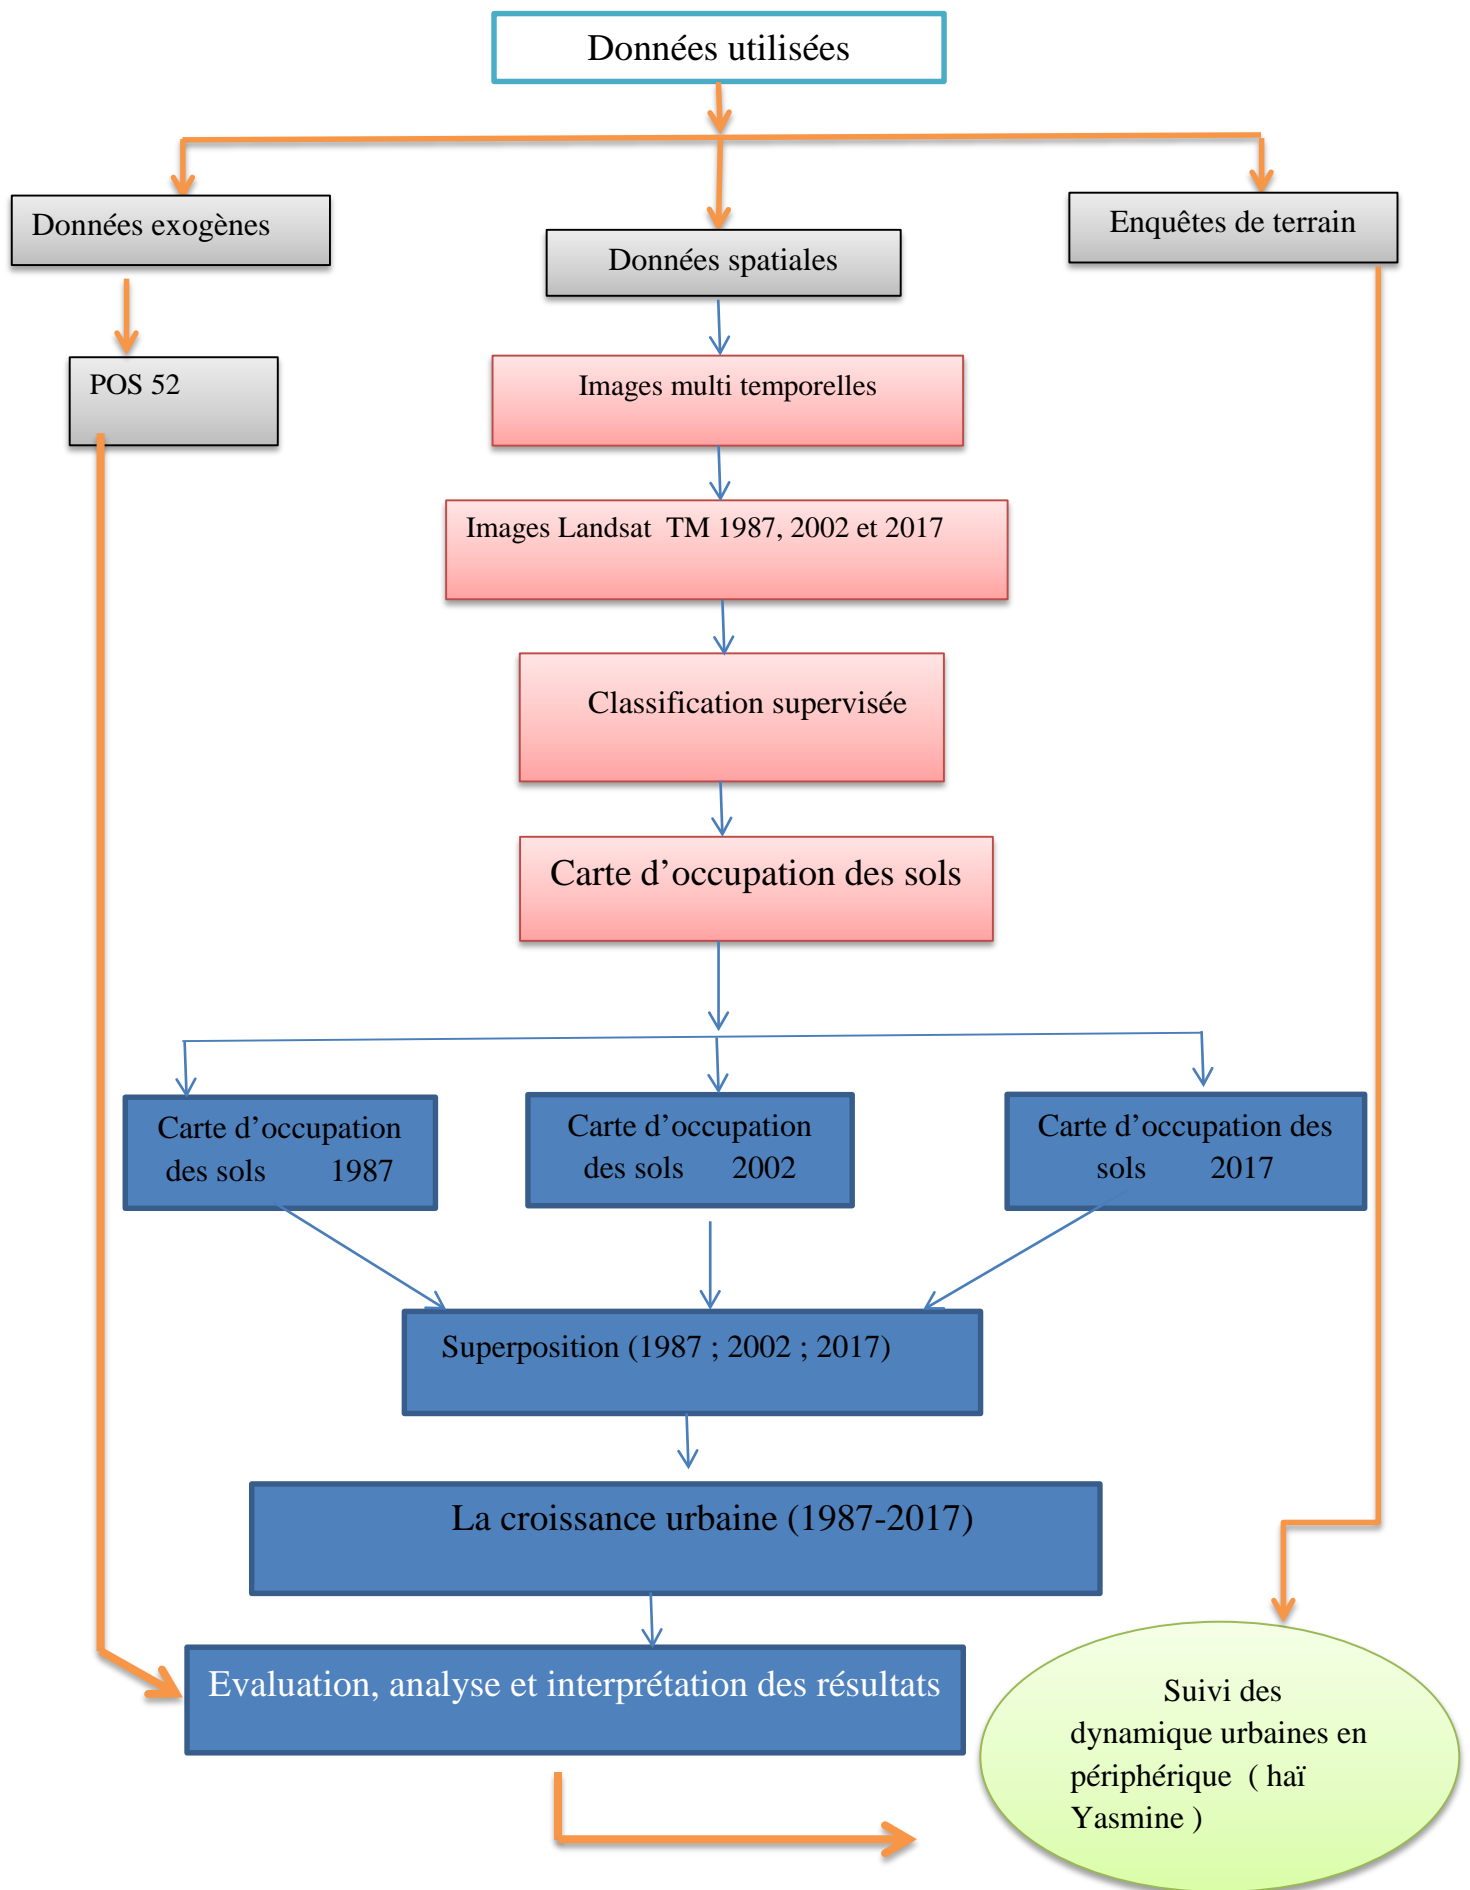 Données utilisées
Données exogènes
Données spatiales
Enquêtes de terrain
POS 52
Images multi temporelles
Images Landsat TM 1987, 2002 et 2017
Classification supervisée
Carte d’occupation des sols
Carte d’occupation
des sols 1987
Carte d’occupation
des sols 2002
Carte d’occupation des
sols 2017
Superposition (1987 ; 2002 ; 2017)
La croissance urbaine (1987-2017)
Evaluation, analyse et interprétation des résultats
Suivi des
dynamique urbaines en
périphérique ( haï
Yasmine )